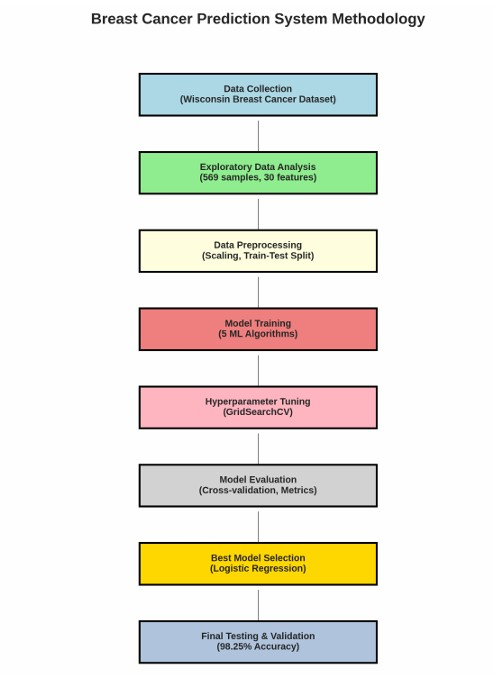 Breast Cancer Prediction System Methodology
Data Collection
(Wisconsin Breast Cancer Dataset)
Exploratory Data Analysis
(569 samples, 30 features)
Data Preprocessing
(Scaling, Train-Test Split)
Model Training
(5 ML Algorithms)
Hyperparameter Tuning
(GridSearchCV)
Model Evaluation
(Cross-validation, Metrics)
Best Model Selection
(Logistic Regression)
Final Testing & Validation
(98.25% Accuracy)